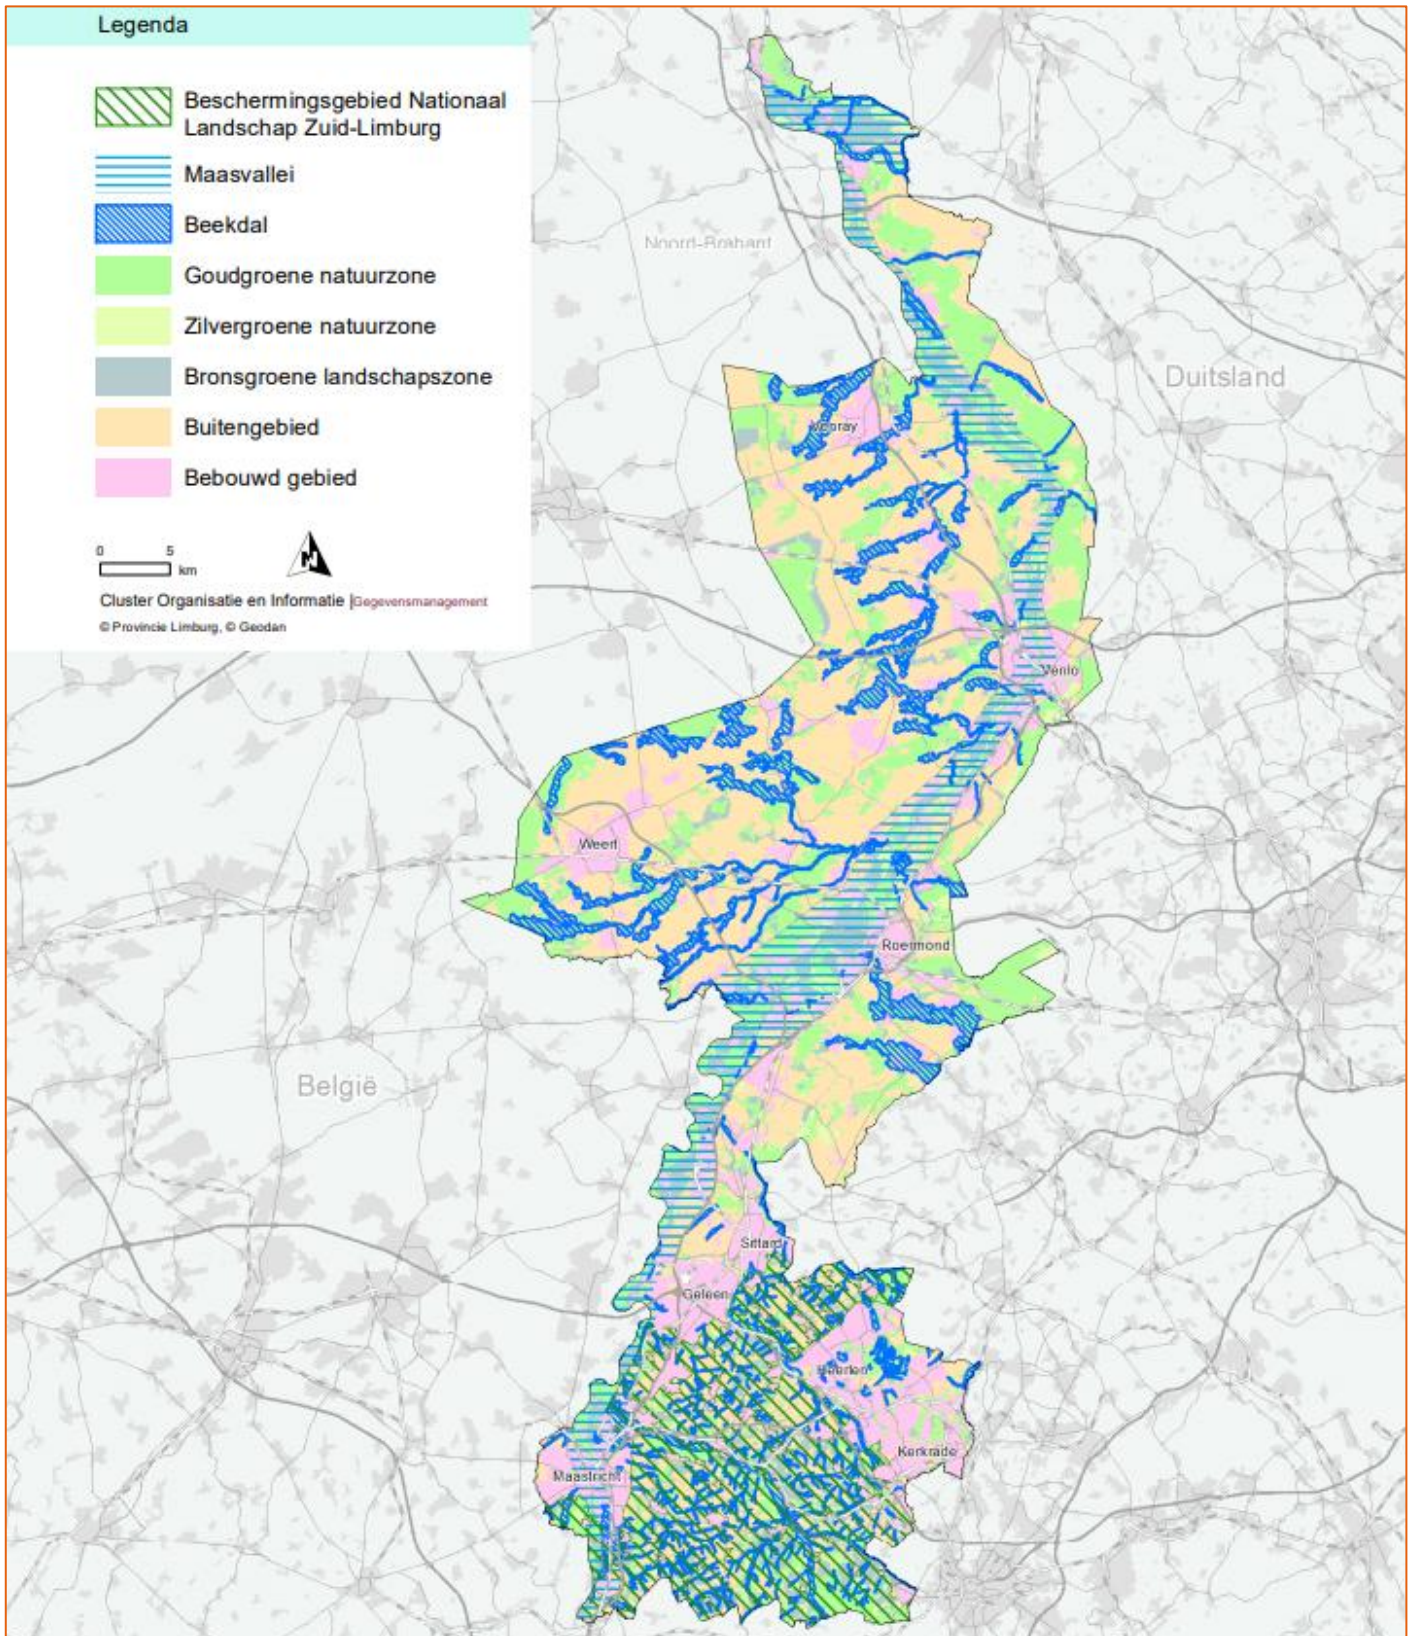 Legenda
Beschermingsgebied Nationaal
Landschap Zuid-Limburg
Maasvallei
Beekdal
Goudgroene natuurzone
Zilvergroene natuurzone
Bronsgroene landschapszone
Buitengebied
Bebouwd gebied
0 5
km
N
Cluster Organisatie en Informatie |Gegevensmanagement
© Provincie Limburg, © Geodan
Noord-Brabant
Duitsland
Venray
Venlo
Weert
Roermond
België
Sittard
Geleen
Heerlen
Kerkrade
Maastricht